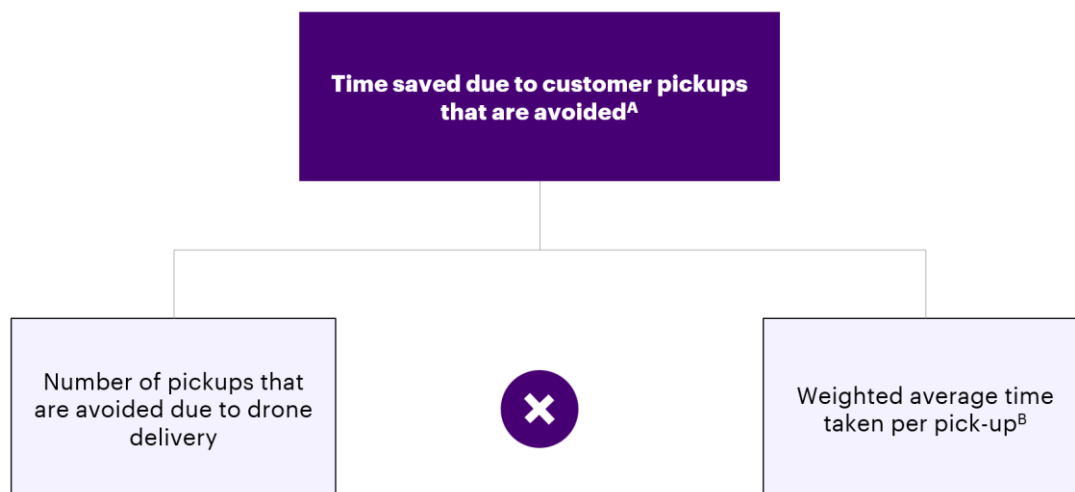 Time saved due to customer pickups
that are avoidedᴬ
Number of pickups that
are avoided due to drone
delivery
Weighted average time
taken per pick-upᴮ